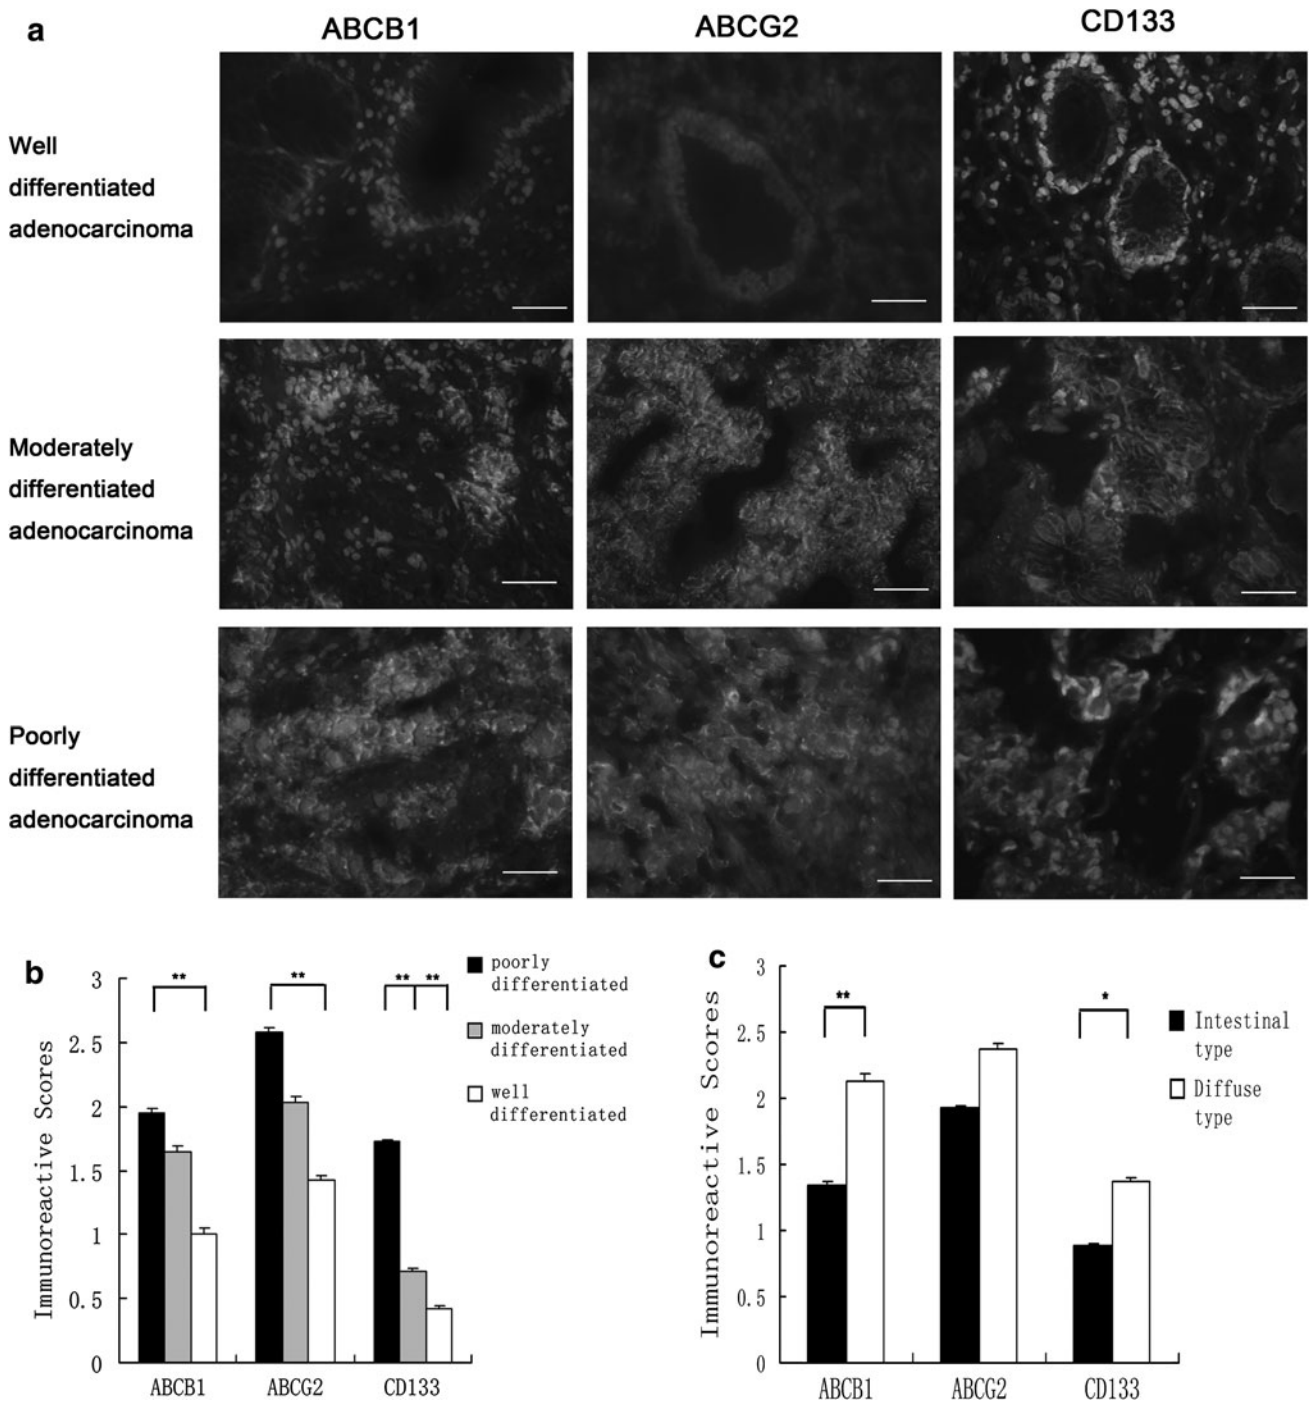 a
ABCB1
ABCG2
CD133
Well
differentiated
adenocarcinoma
Moderately
differentiated
adenocarcinoma
Poorly
differentiated
adenocarcinoma
b
Immunoreactive Scores
3
2.5
2
1.5
1
0.5
0
**
**
** **
ABCB1
ABCG2
CD133
poorly
differentiated
moderately
differentiated
well
differentiated
c
Immunoreactive Scores
3
2.5
2
1.5
1
0.5
0
**
*
ABCB1
ABCG2
CD133
Intestinal
type
Diffuse
type